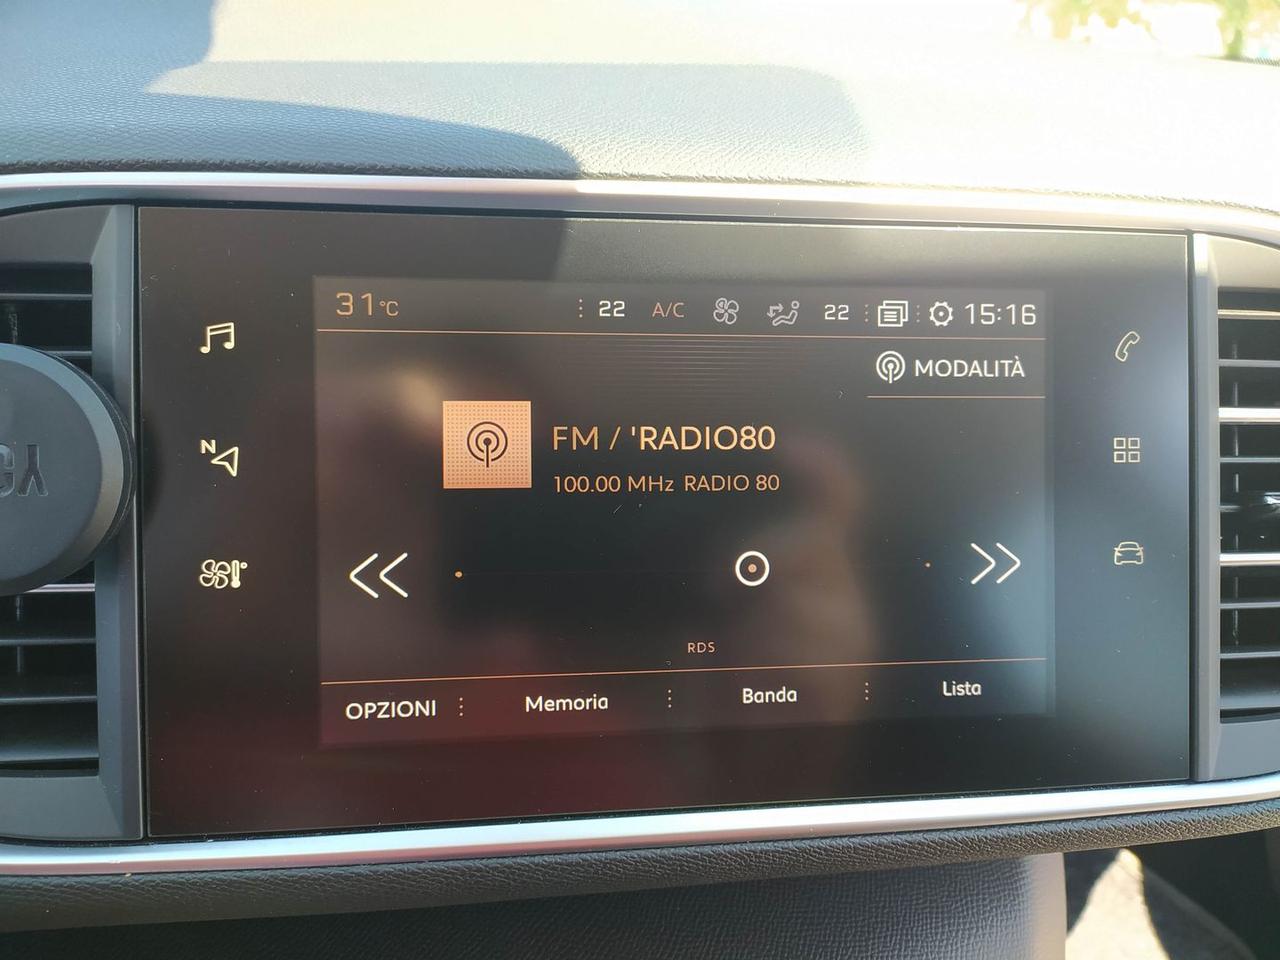 31°C 22 A/C 22 15:16
MODALITÀ
FM / 'RADIO80
100.00 MHz RADIO 80
N
RDS
OPZIONI Memoria Banda Lista